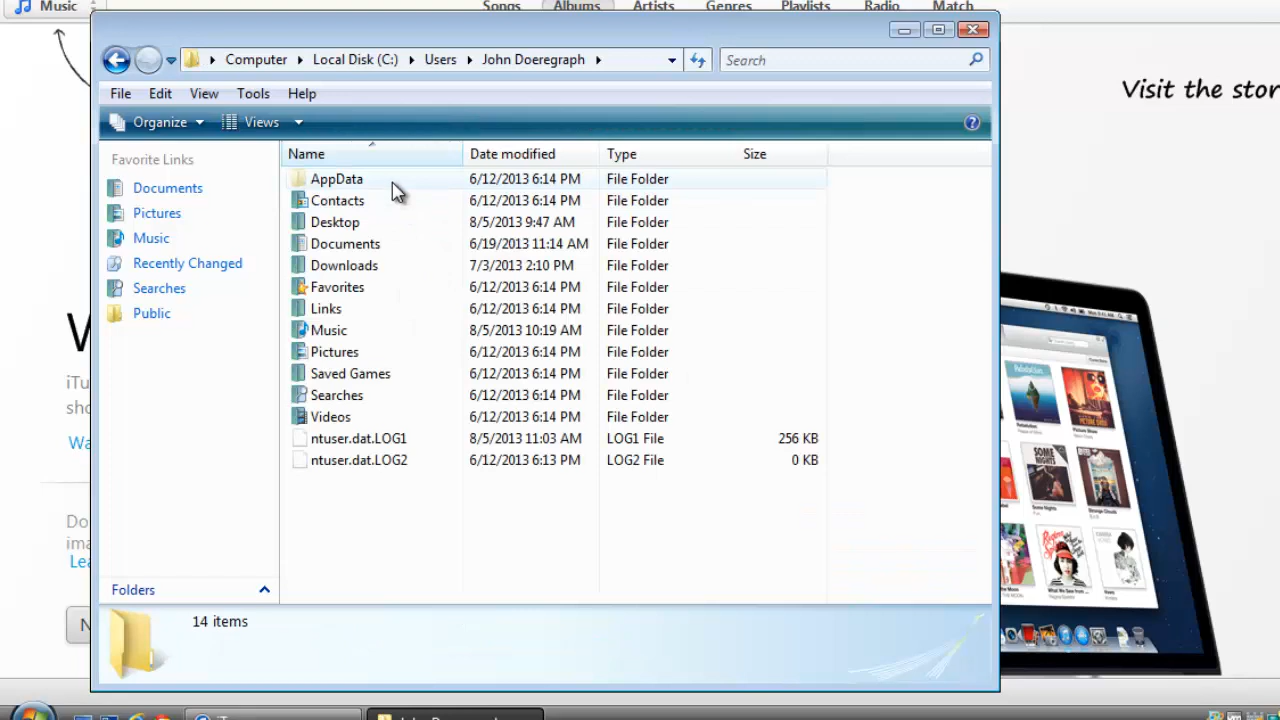 Music
Songs Albums Artists Genres Playlists Radio Match
Computer Local Disk (C:) Users John Doeregraph
Search
File Edit View Tools Help
Organize Views
Favorite Links
Documents
Pictures
Music
Recently Changed
Searches
Public
Folders
Name Date modified Type Size
AppData 6/12/2013 6:14 PM File Folder
Contacts 6/12/2013 6:14 PM File Folder
Desktop 8/5/2013 9:47 AM File Folder
Documents 6/19/2013 11:14 AM File Folder
Downloads 7/3/2013 2:10 PM File Folder
Favorites 6/12/2013 6:14 PM File Folder
Links 6/12/2013 6:14 PM File Folder
Music 8/5/2013 10:19 AM File Folder
Pictures 6/12/2013 6:14 PM File Folder
Saved Games 6/12/2013 6:14 PM File Folder
Searches 6/12/2013 6:14 PM File Folder
Videos 6/12/2013 6:14 PM File Folder
ntuser.dat.LOG1 8/5/2013 11:03 AM LOG1 File 256 KB
ntuser.dat.LOG2 6/12/2013 6:13 PM LOG2 File 0 KB
14 items
Visit the stor